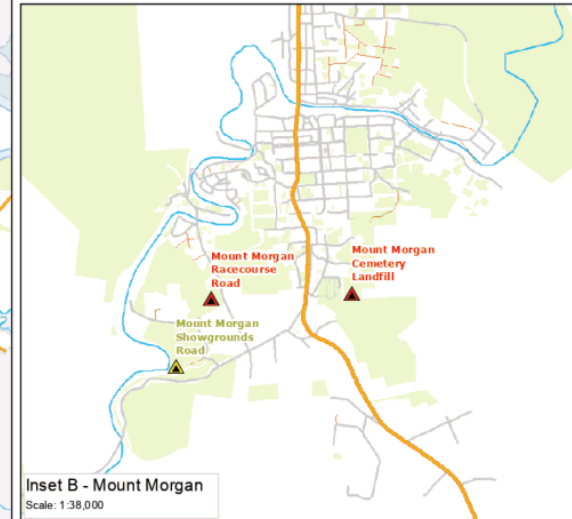 Mount Morgan
Racecourse
Road
Mount Morgan
Cemetery
Landfill
Mount Morgan
Showgrounds
Road
Inset B - Mount Morgan
Scale: 1:38,000